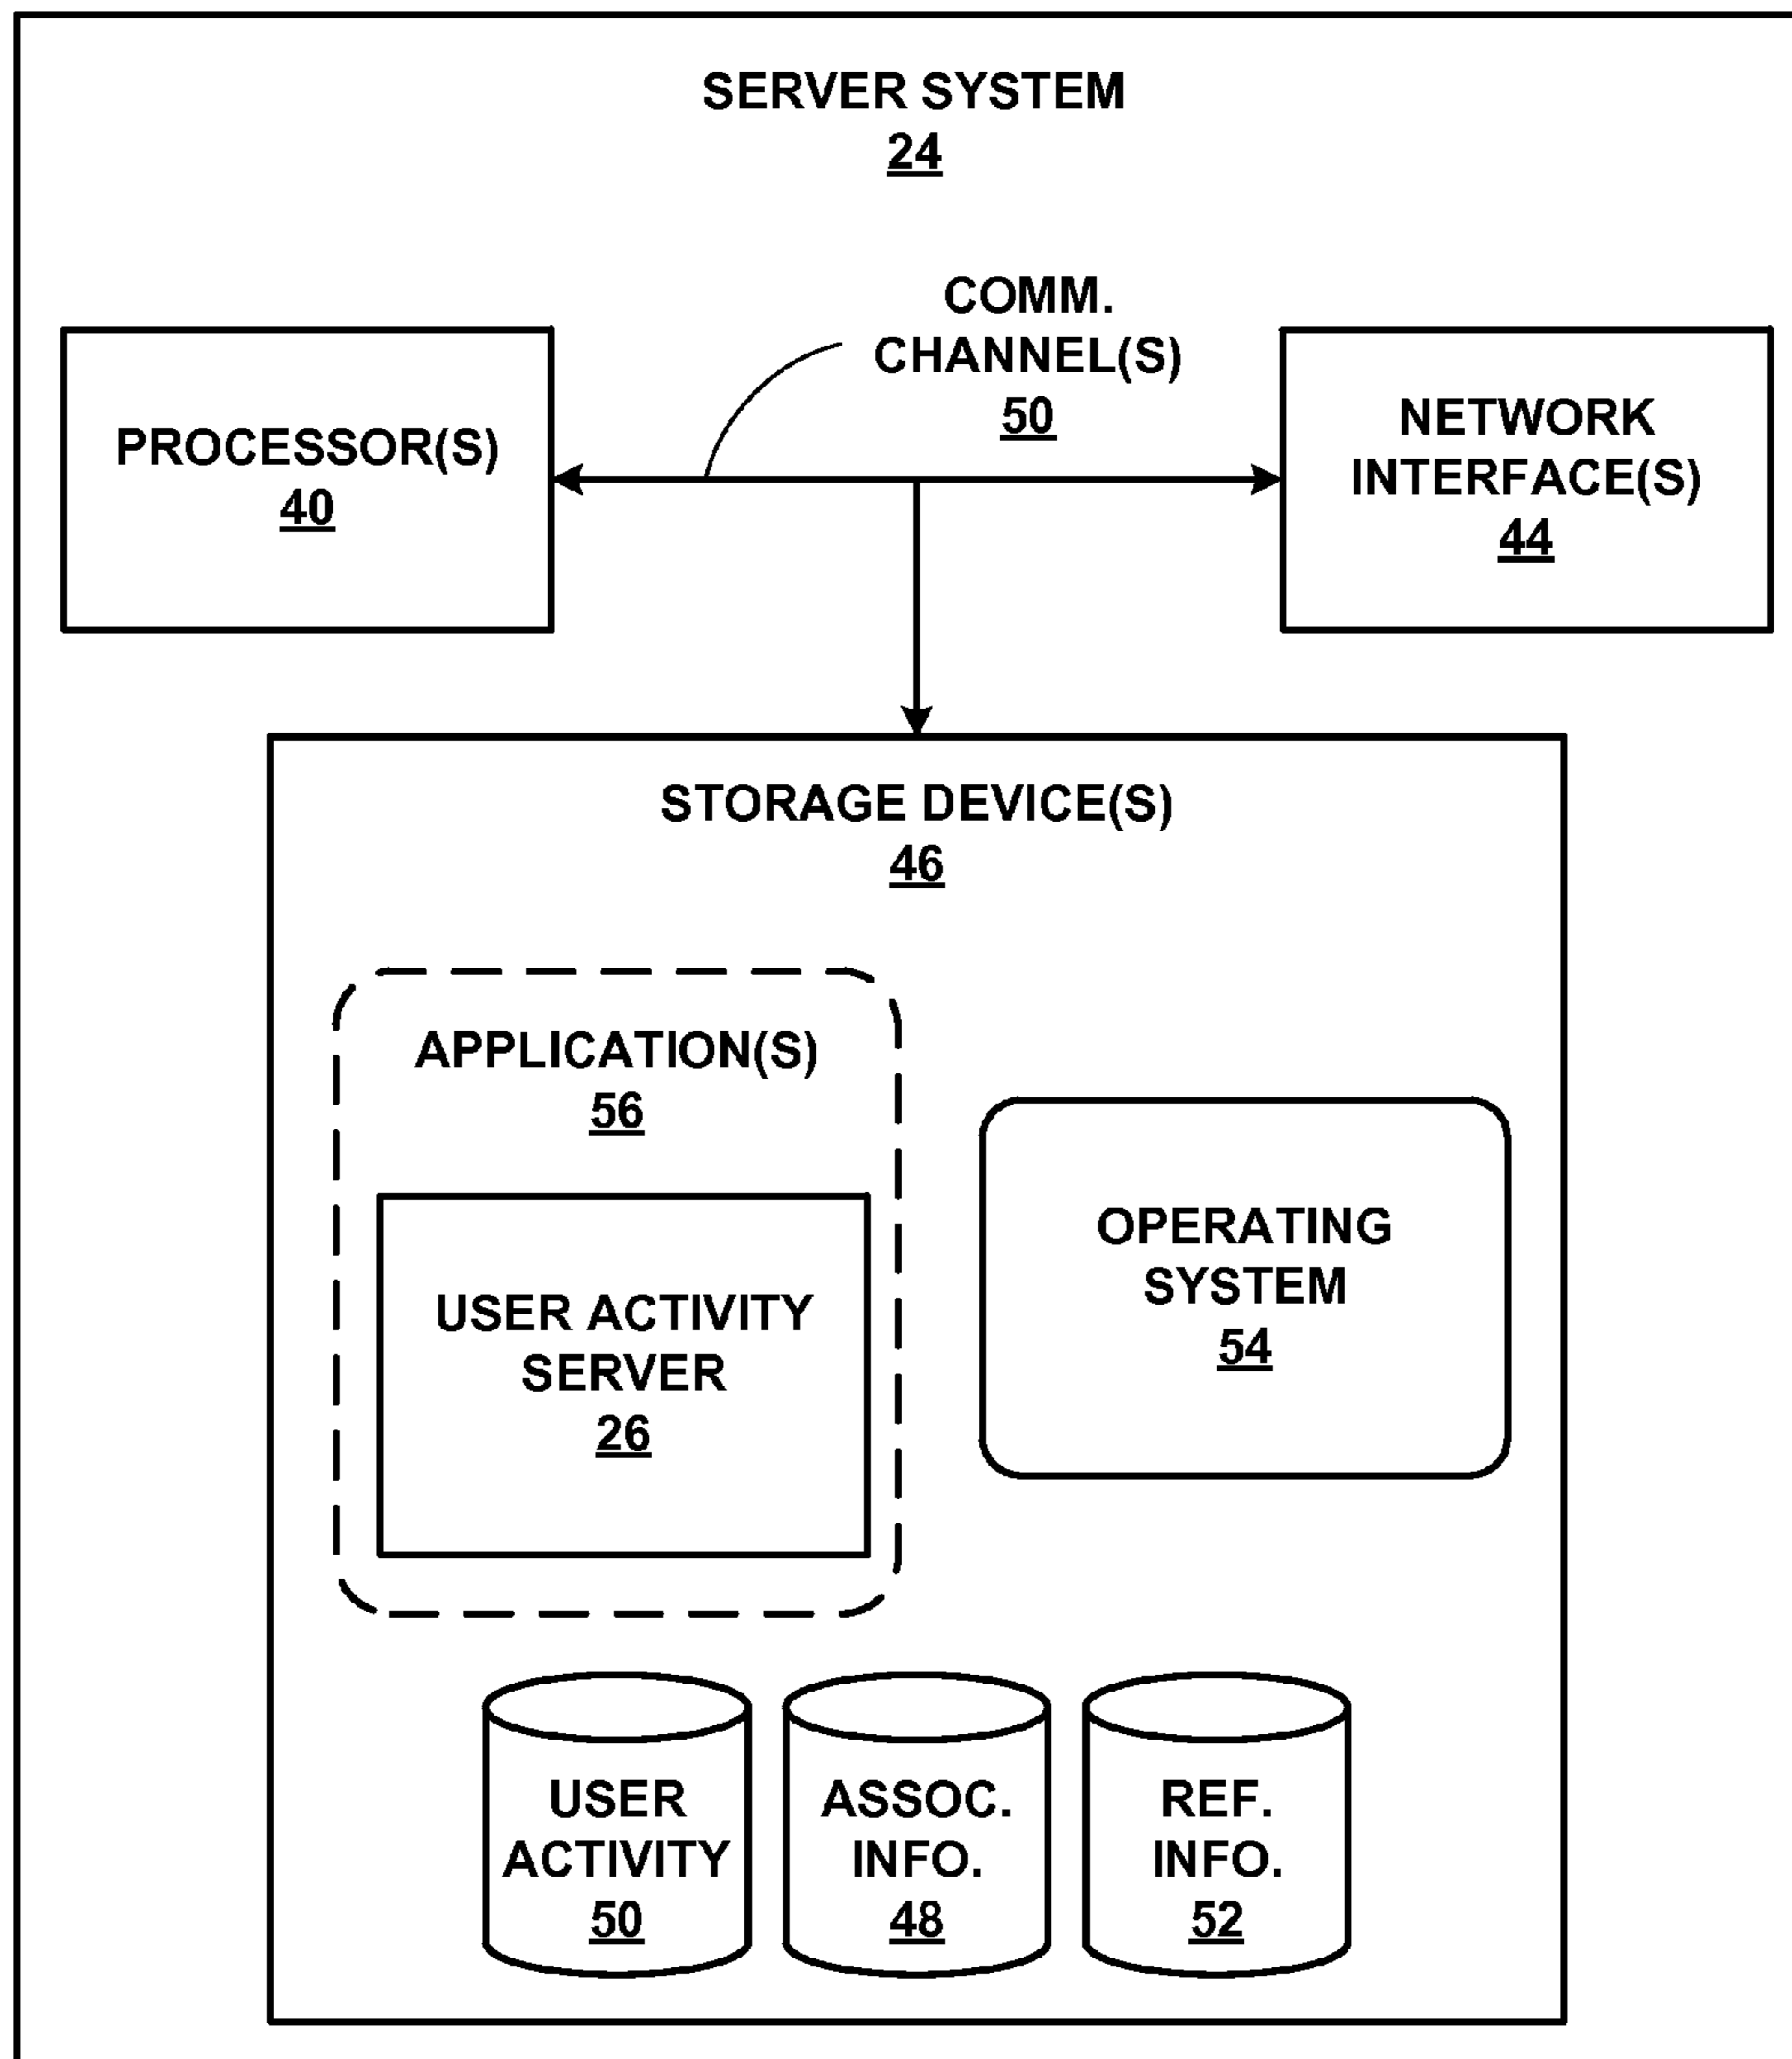 SERVER SYSTEM
24
COMM.
CHANNEL(S)
50
PROCESSOR(S)
40
NETWORK
INTERFACE(S)
44
STORAGE DEVICE(S)
46
APPLICATION(S)
56
USER ACTIVITY
SERVER
26
OPERATING
SYSTEM
54
USER
ACTIVITY
50
ASSOC.
INFO.
48
REF.
INFO.
52